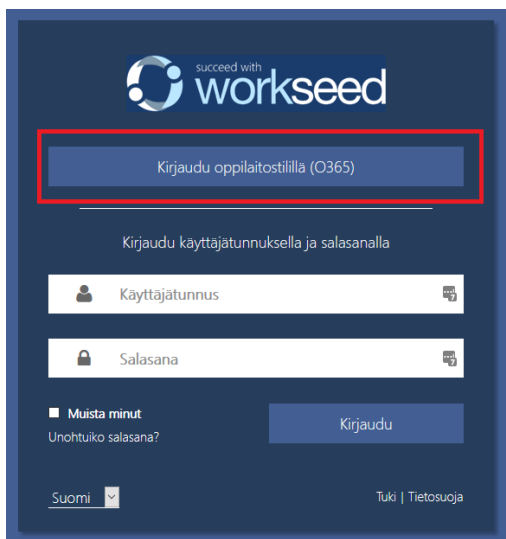 succeed with
workseed
Kirjaudu oppilaitostilillä (O365)
Kirjaudu käyttäjätunnuksella ja salasanalla
Käyttäjätunnus
Salasana
Muista minut
Kirjaudu
Unohtuiko salasana?
Suomi
Tuki | Tietosuoja